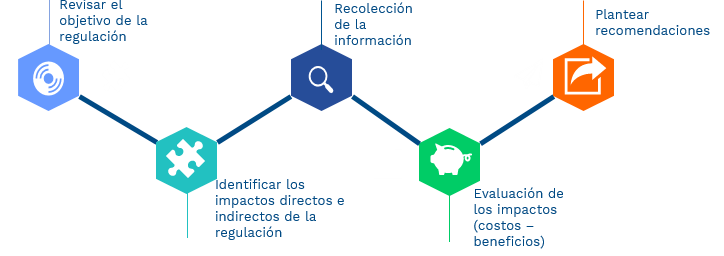 Revisar el
objetivo de la
regulación
Identificar los
impactos directos e
indirectos de la
regulación
Recolección
de la
información
Evaluación de
los impactos
(costos –
beneficios)
Plantear
recomendaciones